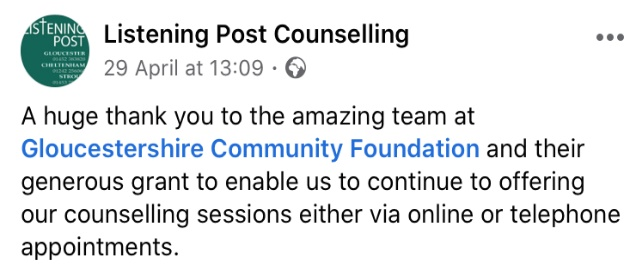 Listening Post Counselling
29 April at 13:09 ·
A huge thank you to the amazing team at
Gloucestershire Community Foundation and their
generous grant to enable us to continue to offering
our counselling sessions either via online or telephone
appointments.
LISTENING
POST
GLOUCESTER
CHELTENHAM
STROUD